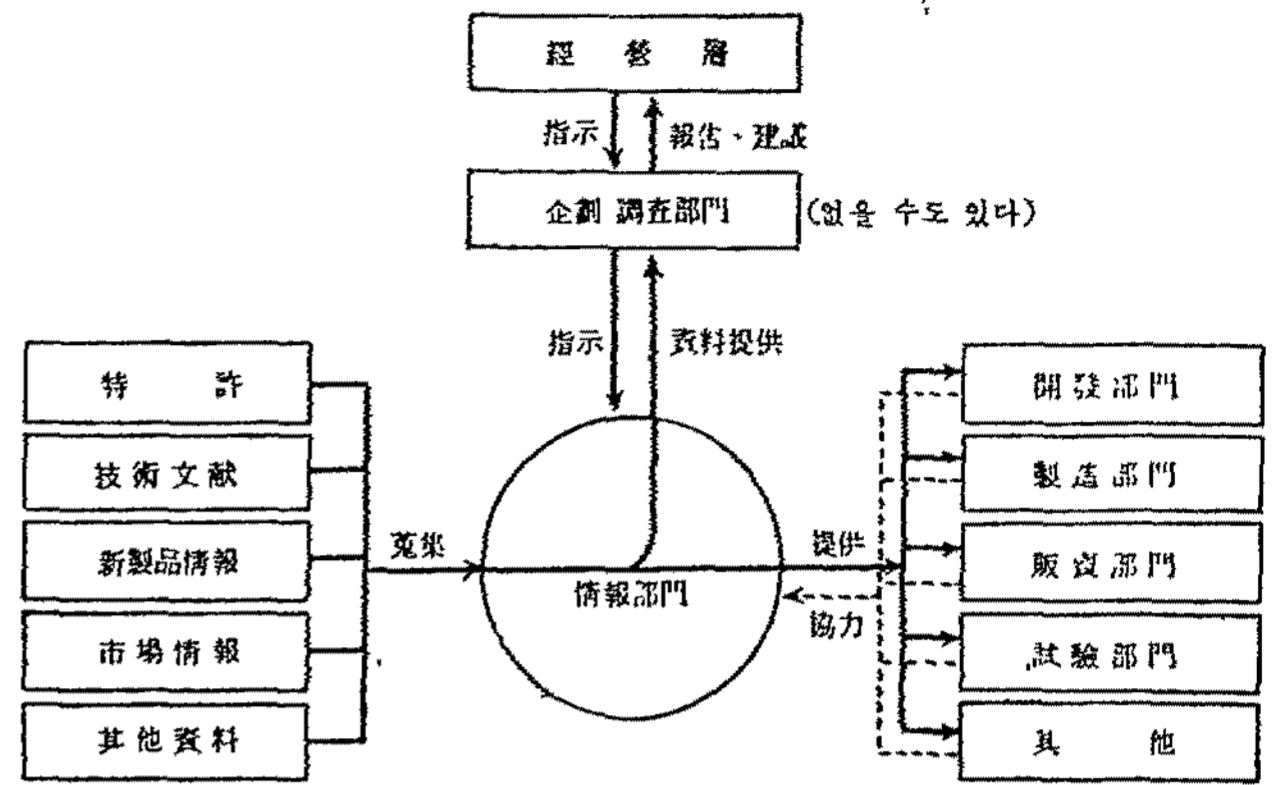 經營層
指示 報告、建議
企劃 調査部門 (없을 수도 있다)
指示 資料提供
特許
技術文献
新製品情報
市場情報
其他資料
蒐集
情報部門
提供
協力
開發部門
製造部門
販賣部門
試驗部門
其他